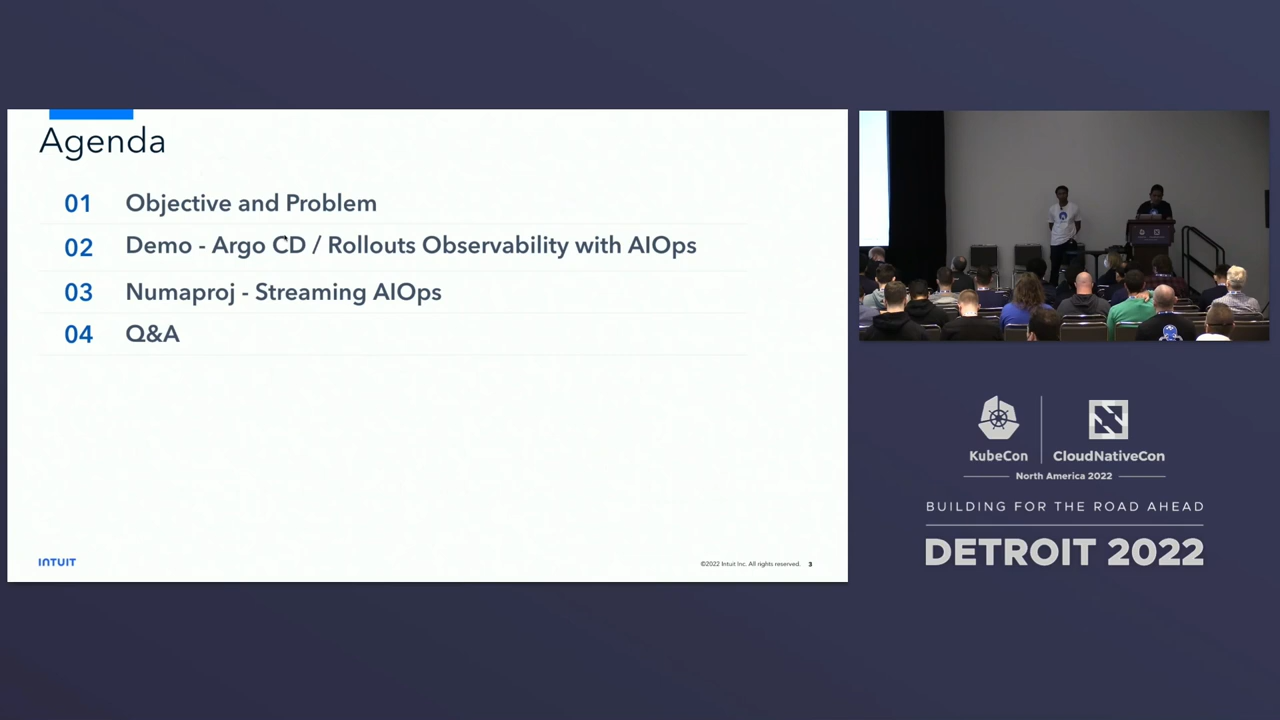 Agenda
01 Objective and Problem
02 Demo - Argo CD / Rollouts Observability with AIOps
03 Numaproj - Streaming AIOps
04 Q&A
INTUIT
©2022 Intuit Inc. All rights reserved. 3
KubeCon
CloudNativeCon
North America 2022
BUILDING FOR THE ROAD AHEAD
DETROIT 2022